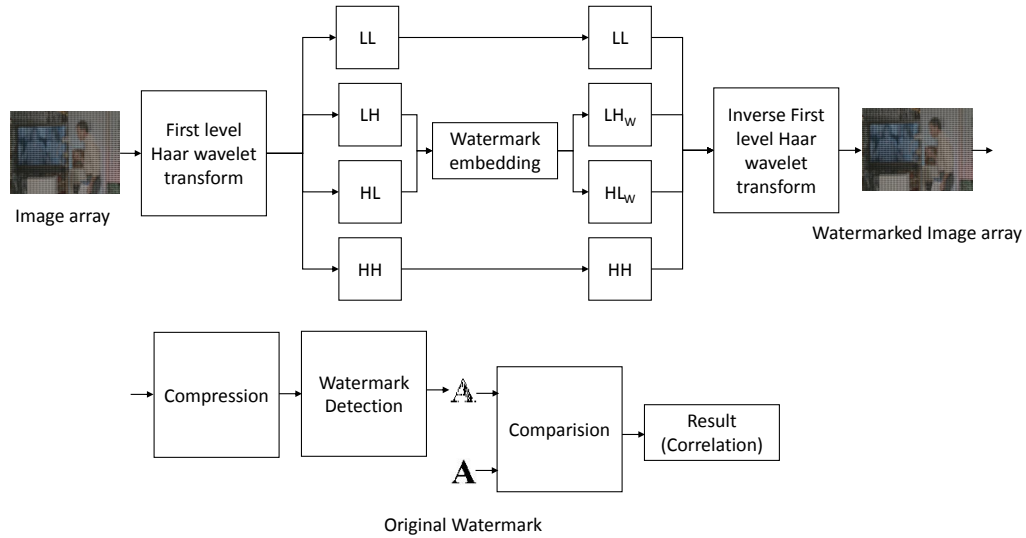 LL
LL
LH
LH_W
First level
Haar wavelet
transform
Watermark
embedding
Inverse First
level Haar
wavelet
transform
HL
HL_W
Image array
Watermarked Image array
HH
HH
Compression
Watermark
Detection
A
Comparision
Result
(Correlation)
A
Original Watermark